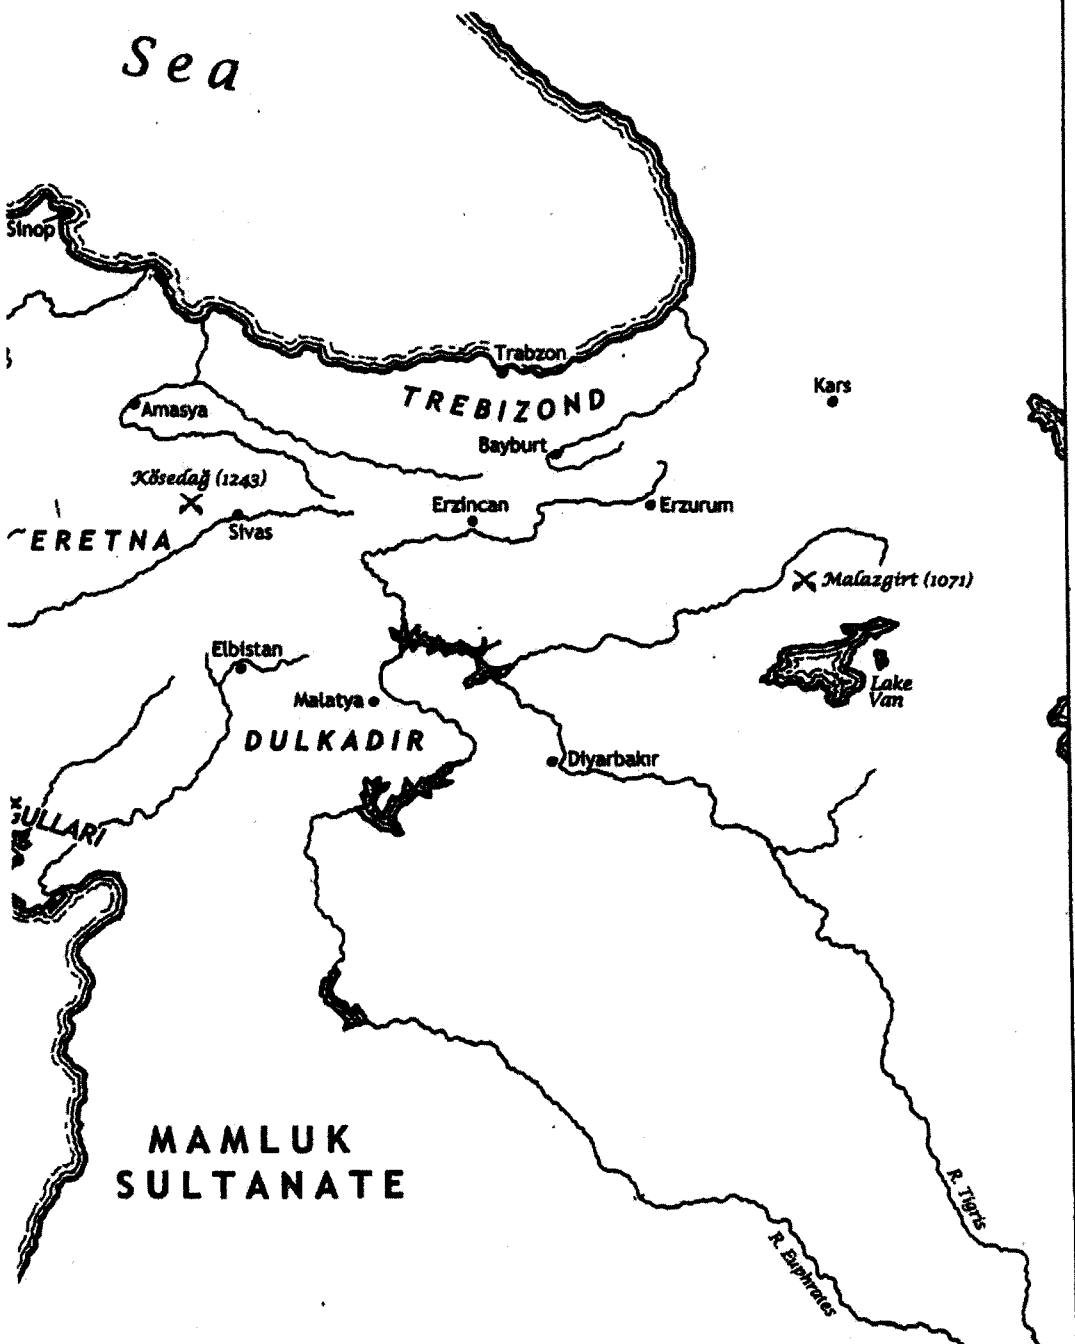 Sea
Sinop
Trabzon
TREBIZOND
Kars
Amasya
Bayburt
Kösedağ (1243)
Erzincan
Erzurum
Sivas
ERETNA
Malazgirt (1071)
Elbistan
Lake
Van
Malatya
DULKADIR
Diyarbakır
GULLARI
MAMLUK
SULTANATE
R. Tigris
R. Euphrates